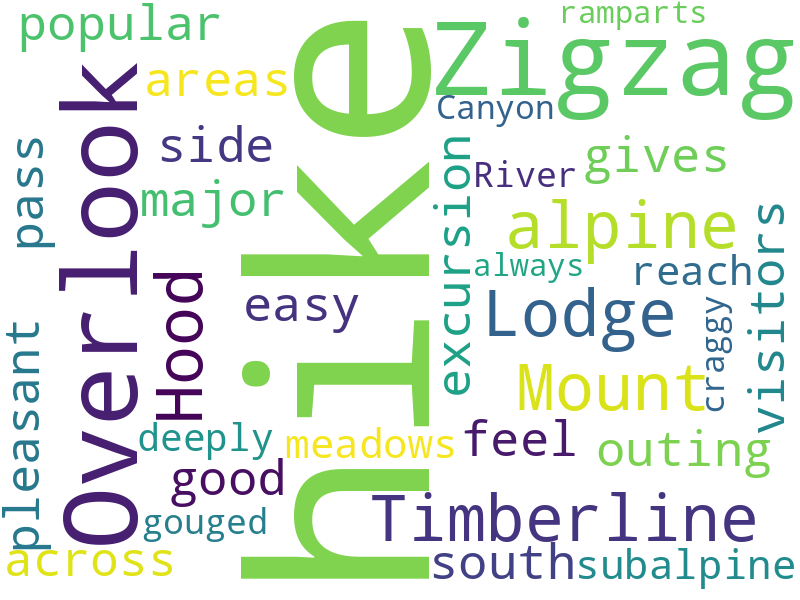 ramparts
popular
Zigzag
hike
areas
Overlook
Canyon
side
gives
pass
excursion
River
major
alpine
visitors
always
reach
Hood
easy
Lodge
craggy
pleasant
Mount
deeply
meadows
feel
outing
good
Timberline
gouged
across
south
subalpine